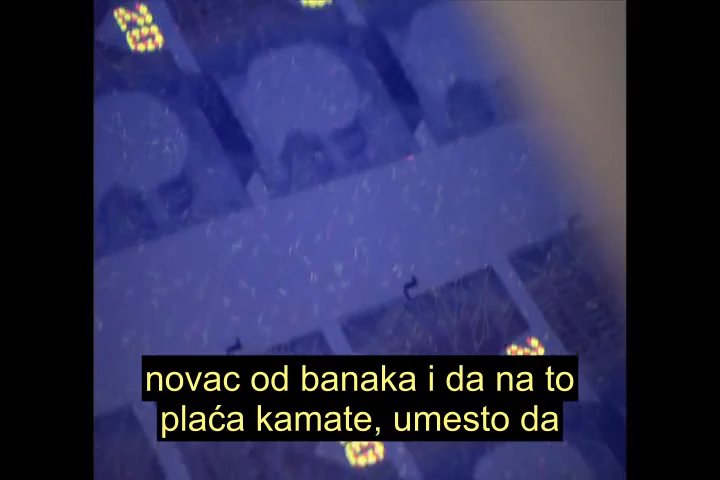 novac od banaka i da na to
plaća kamate, umesto da